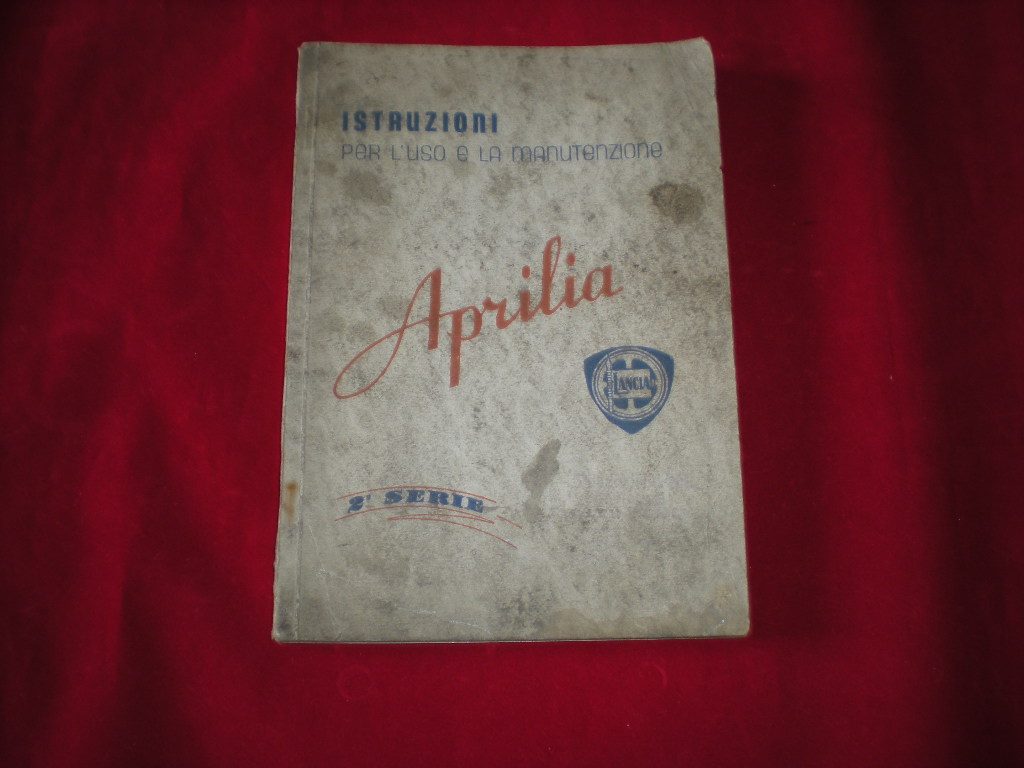 ISTRUZIONI
PER L'USO E LA MANUTENZIONE
Aprilia
LANCIA
2ª SERIE